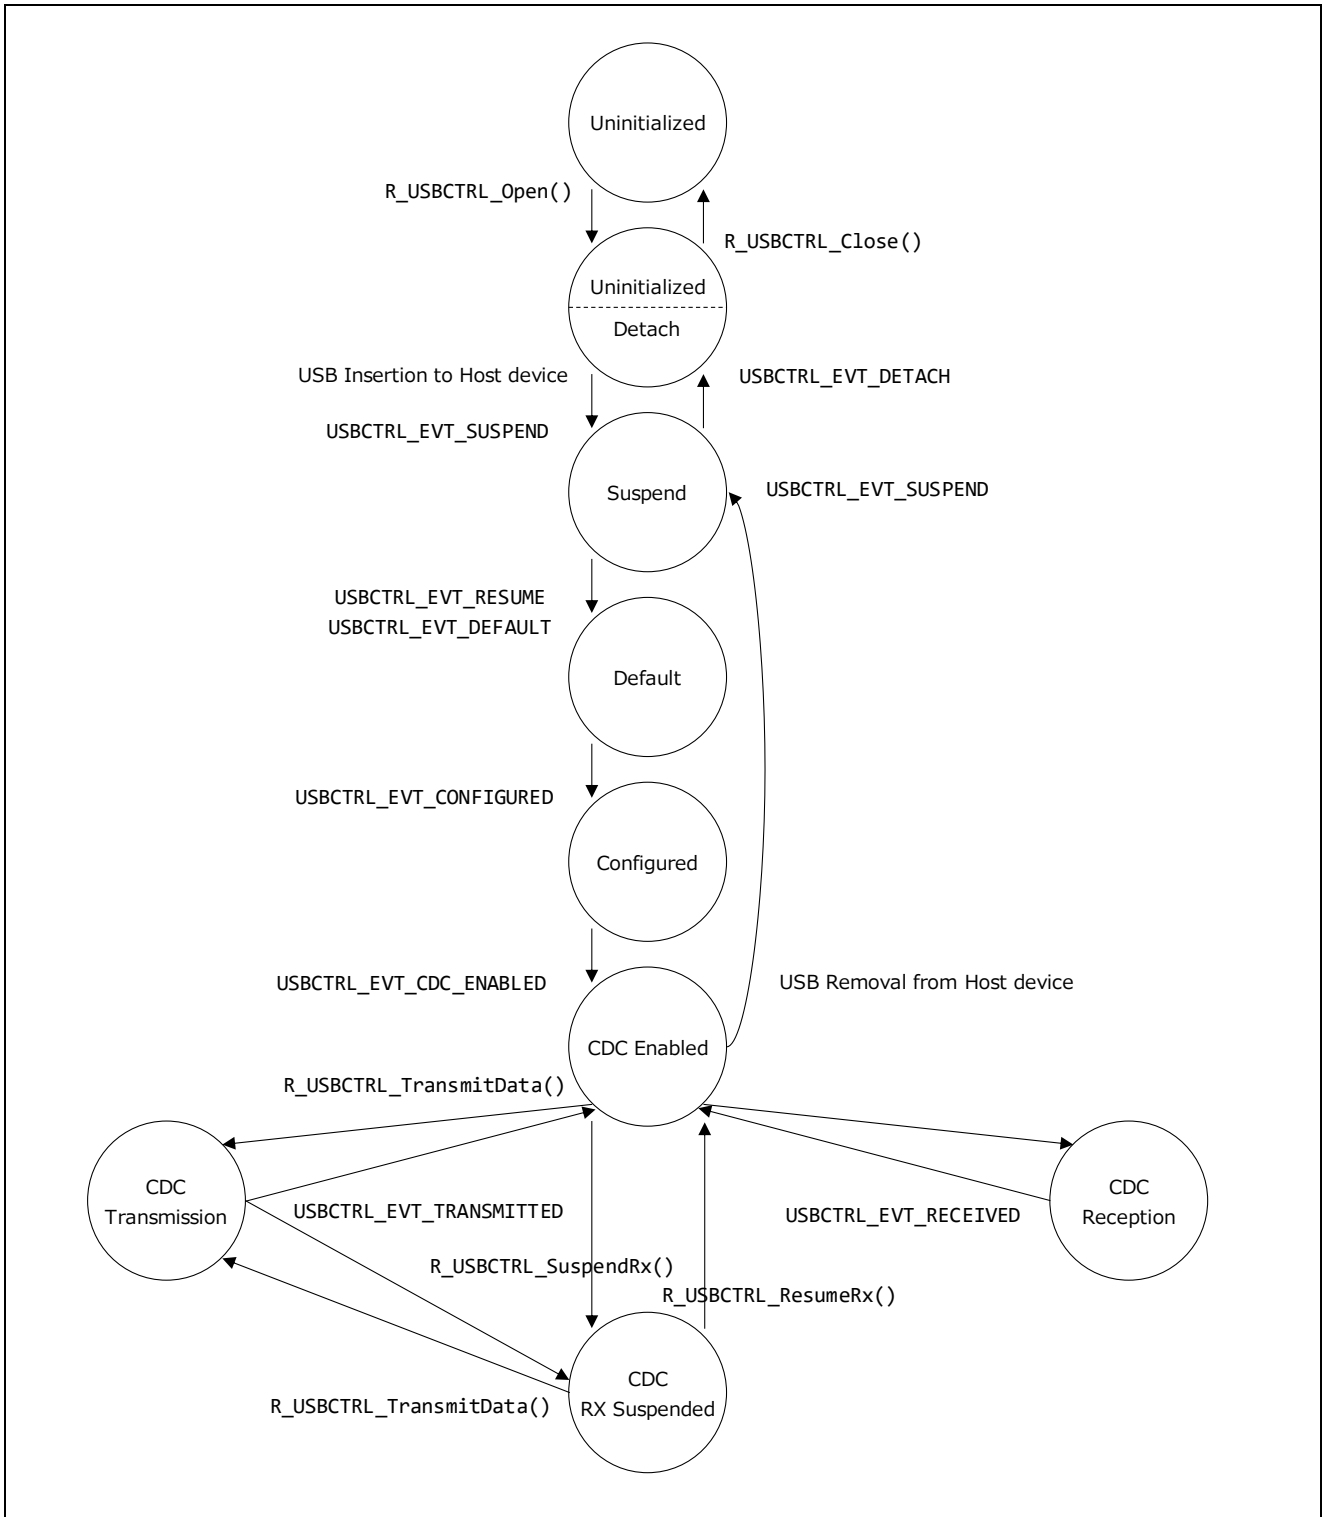 Uninitialized
R_USBCTRL_Open()
R_USBCTRL_Close()
Uninitialized
Detach
USB Insertion to Host device
USBCTRL_EVT_DETACH
USBCTRL_EVT_SUSPEND
Suspend
USBCTRL_EVT_SUSPEND
USBCTRL_EVT_RESUME
USBCTRL_EVT_DEFAULT
Default
USBCTRL_EVT_CONFIGURED
Configured
USBCTRL_EVT_CDC_ENABLED
USB Removal from Host device
CDC Enabled
R_USBCTRL_TransmitData()
CDC
Transmission
USBCTRL_EVT_TRANSMITTED
USBCTRL_EVT_RECEIVED
CDC
Reception
R_USBCTRL_SuspendRx()
R_USBCTRL_ResumeRx()
CDC
RX Suspended
R_USBCTRL_TransmitData()